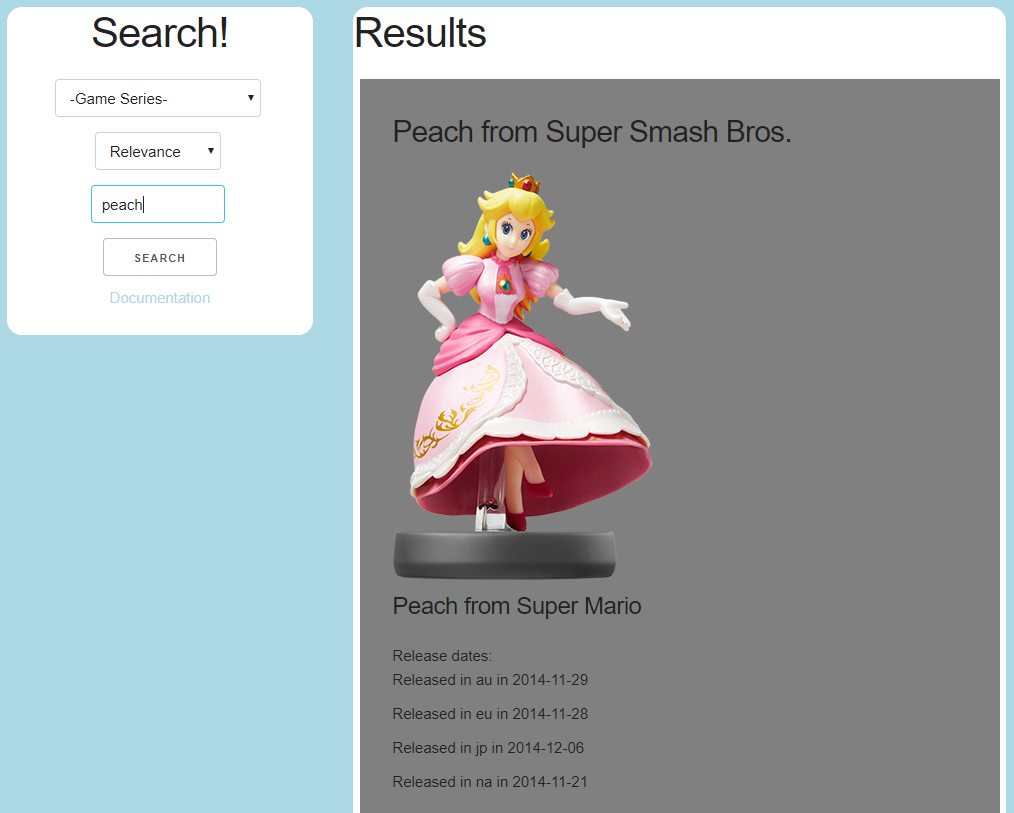 Search!
-Game Series-
Relevance
peach
SEARCH
Documentation
Results
Peach from Super Smash Bros.
Peach from Super Mario
Release dates:
Released in au in 2014-11-29
Released in eu in 2014-11-28
Released in jp in 2014-12-06
Released in na in 2014-11-21